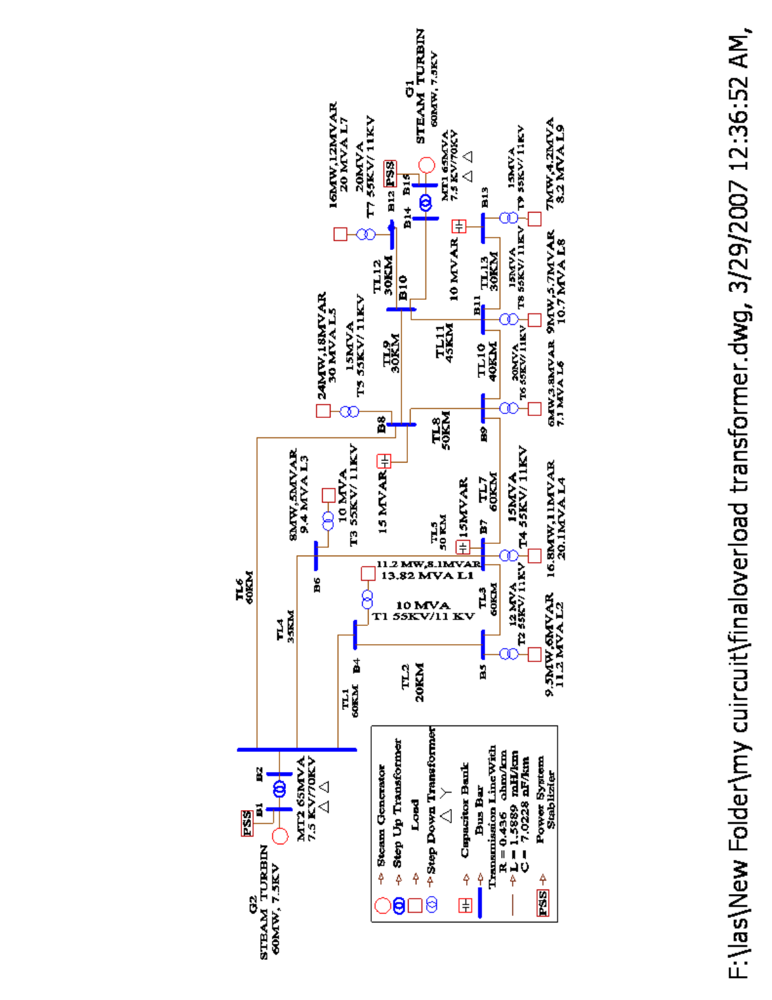 G2
STEAM TURBIN
60MW, 7.5KV
PSS
B1
B2
MT2 65MVA
7.5 KV/70KV
TL6
60KM
TL4
35KM
TL1
60KM
B4
TL2
20KM
B5
10 MVA
T1 55KV/11 KV
11.2 MW,8.1MVAR
13.82 MVA L1
12 MVA
T2 55KV/11KV
9.5MW,6MVAR
11.2 MVA L2
TL3
60KM
B6
8MW,5MVAR
9.4 MVA L3
10 MVA
T3 55KV/11KV
TL5
50 KM
15MVAR
B7
TL7
60KM
15MVA
T4 55KV/11KV
16.8MW,11MVAR
20.1MVA L4
15 MVAR
B8
24MW,18MVAR
30 MVA L5
15MVA
T5 55KV/11KV
TL8
50KM
B9
TL9
30KM
TL10
40KM
20MVA
T6 55KV/11KV
6MW,3.8MVAR
7.1 MVA L6
TL11
45KM
B10
B11
TL12
30KM
16MW,12MVAR
20 MVA L7
20MVA
T7 55KV/11KV
B12
PSS
B15
B14
G1
STEAM TURBIN
60MW, 7.5KV
MT1 65MVA
7.5 KV/70KV
10 MVAR
TL13
30KM
B13
15MVA
T8 55KV/11KV
9MW,5.7MVAR
10.7 MVA L8
15MVA
T9 55KV/11KV
7MW,4.2MVA
8.2 MVA L9
Steam Generator
Step Up Transformer
Load
Step Down Transformer
Capacitor Bank
Bus Bar
Transmission Line With
R = 0.436 ohm/km
L = 1.5889 mH/km
C = 7.0228 nF/km
PSS
Power System
Stablizier
F:\las\New Folder\my cuircuit\finaloverload transformer.dwg, 3/29/2007 12:36:52 AM,